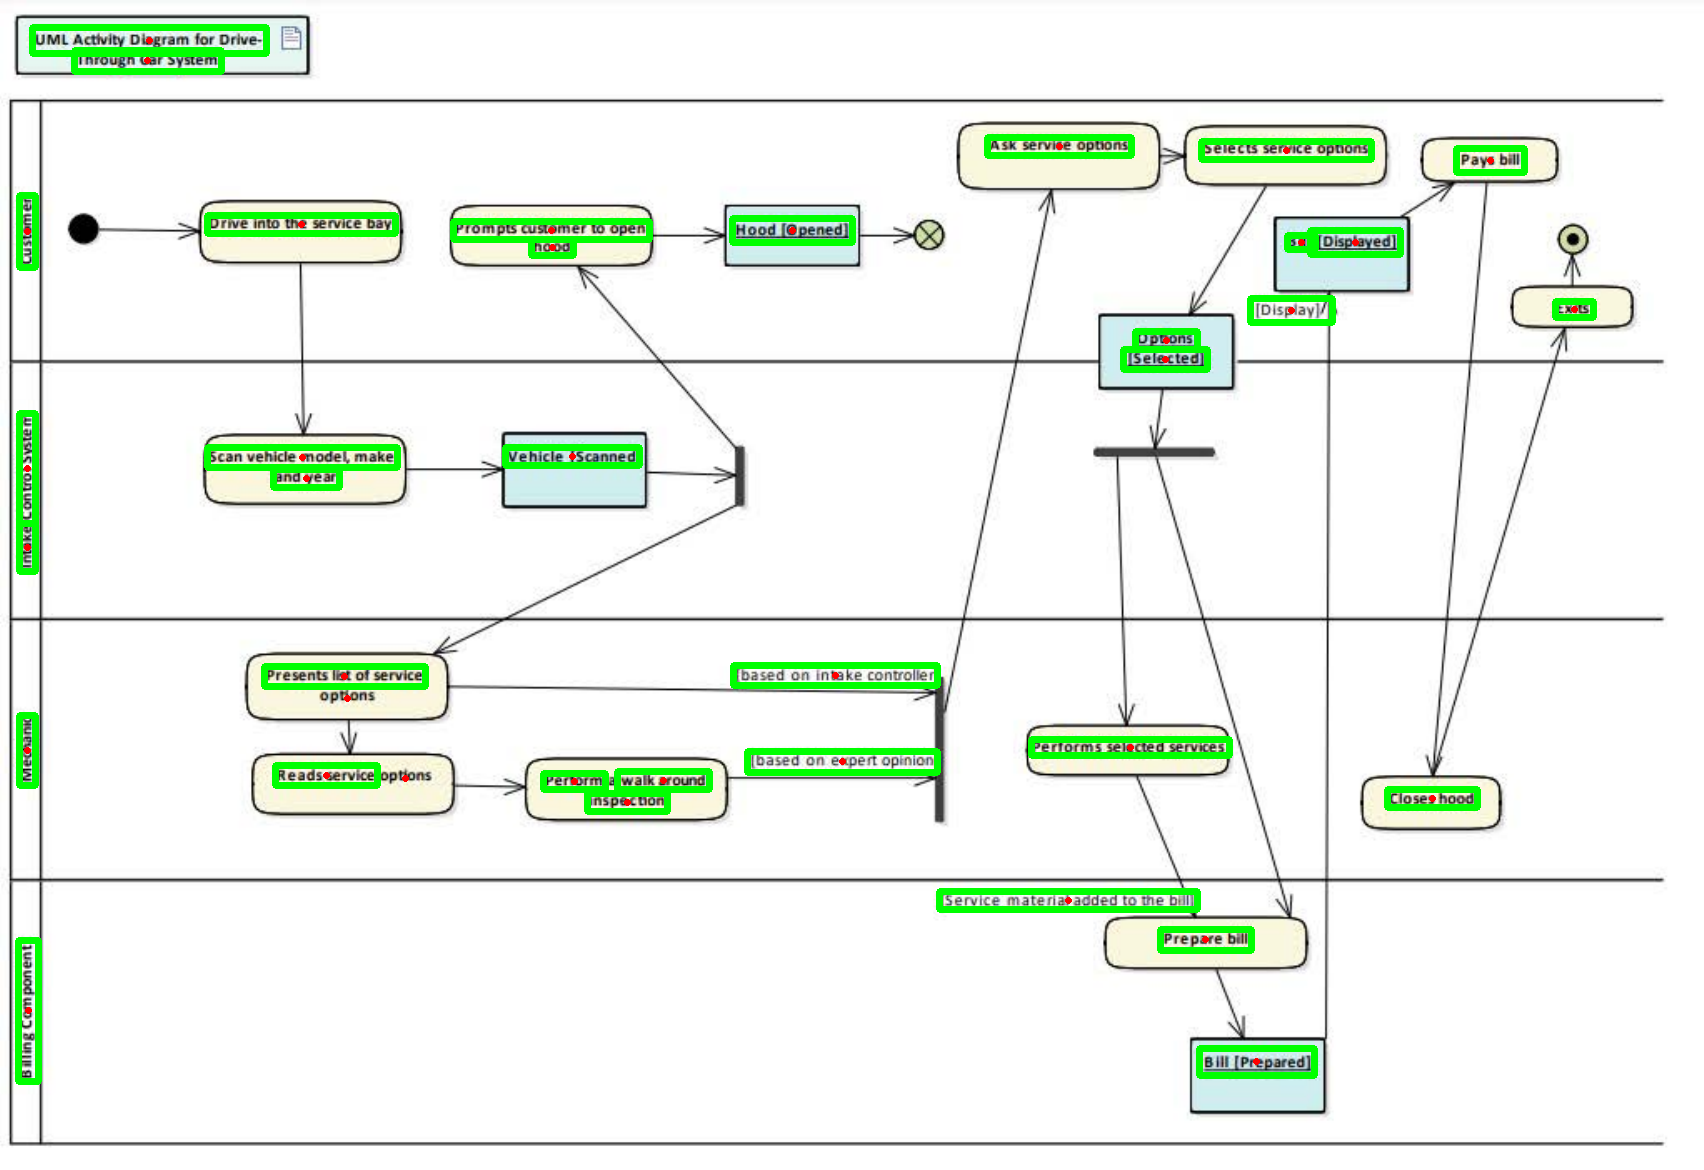 UML Activity Diagram for Drive-
Through Car System
Customer
Drive into the service bay
Prompts customer to open
hood
Hood [Opened]
Ask service options
Selects service options
Pays bill
[Displayed]
[Display]/
Exits
Options
[Selected]
Intake Control System
Scan vehicle model, make
and year
Vehicle Scanned
Mechanic
Presents list of service
options
[based on intake controller
Reads service options
Perform a walk around
inspection
[based on expert opinion
Performs selected services
Closes hood
Billing Component
Service material added to the bill]
Prepare bill
Bill [Prepared]